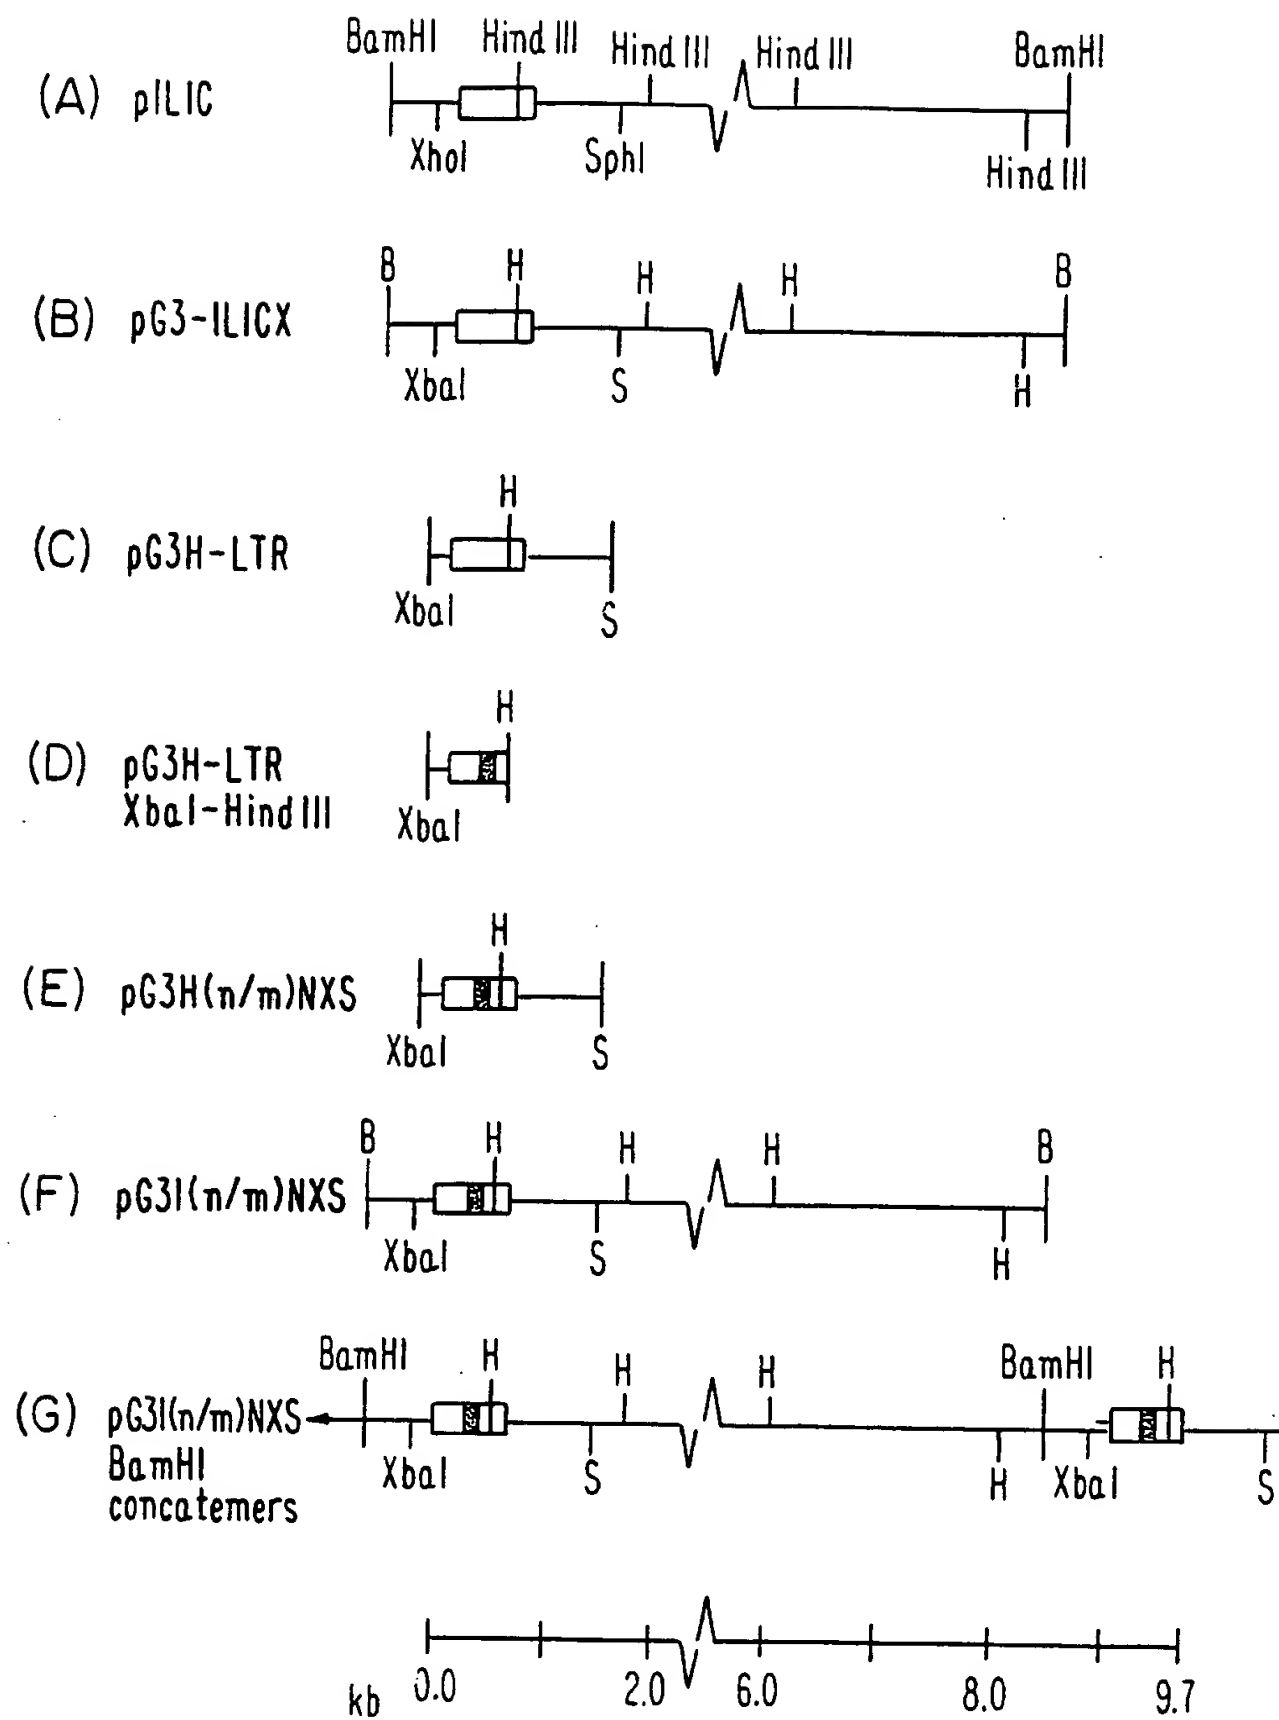 BamHI Hind III Hind III Hind III BamHI
(A) pILIC
XhoI SphI Hind III
B H H H B
(B) pG3-ILICX
XbaI S H
H
(C) pG3H-LTR
XbaI S
H
(D) pG3H-LTR
XbaI-Hind III
XbaI
H
(E) pG3H(n/m)NXS
XbaI S
B H H H B
(F) pG3I(n/m)NXS
XbaI S H
BamHI H H H BamHI H
(G) pG3I(n/m)NXS
BamHI
concatemers
XbaI S H XbaI S
kb 0.0 2.0 6.0 8.0 9.7